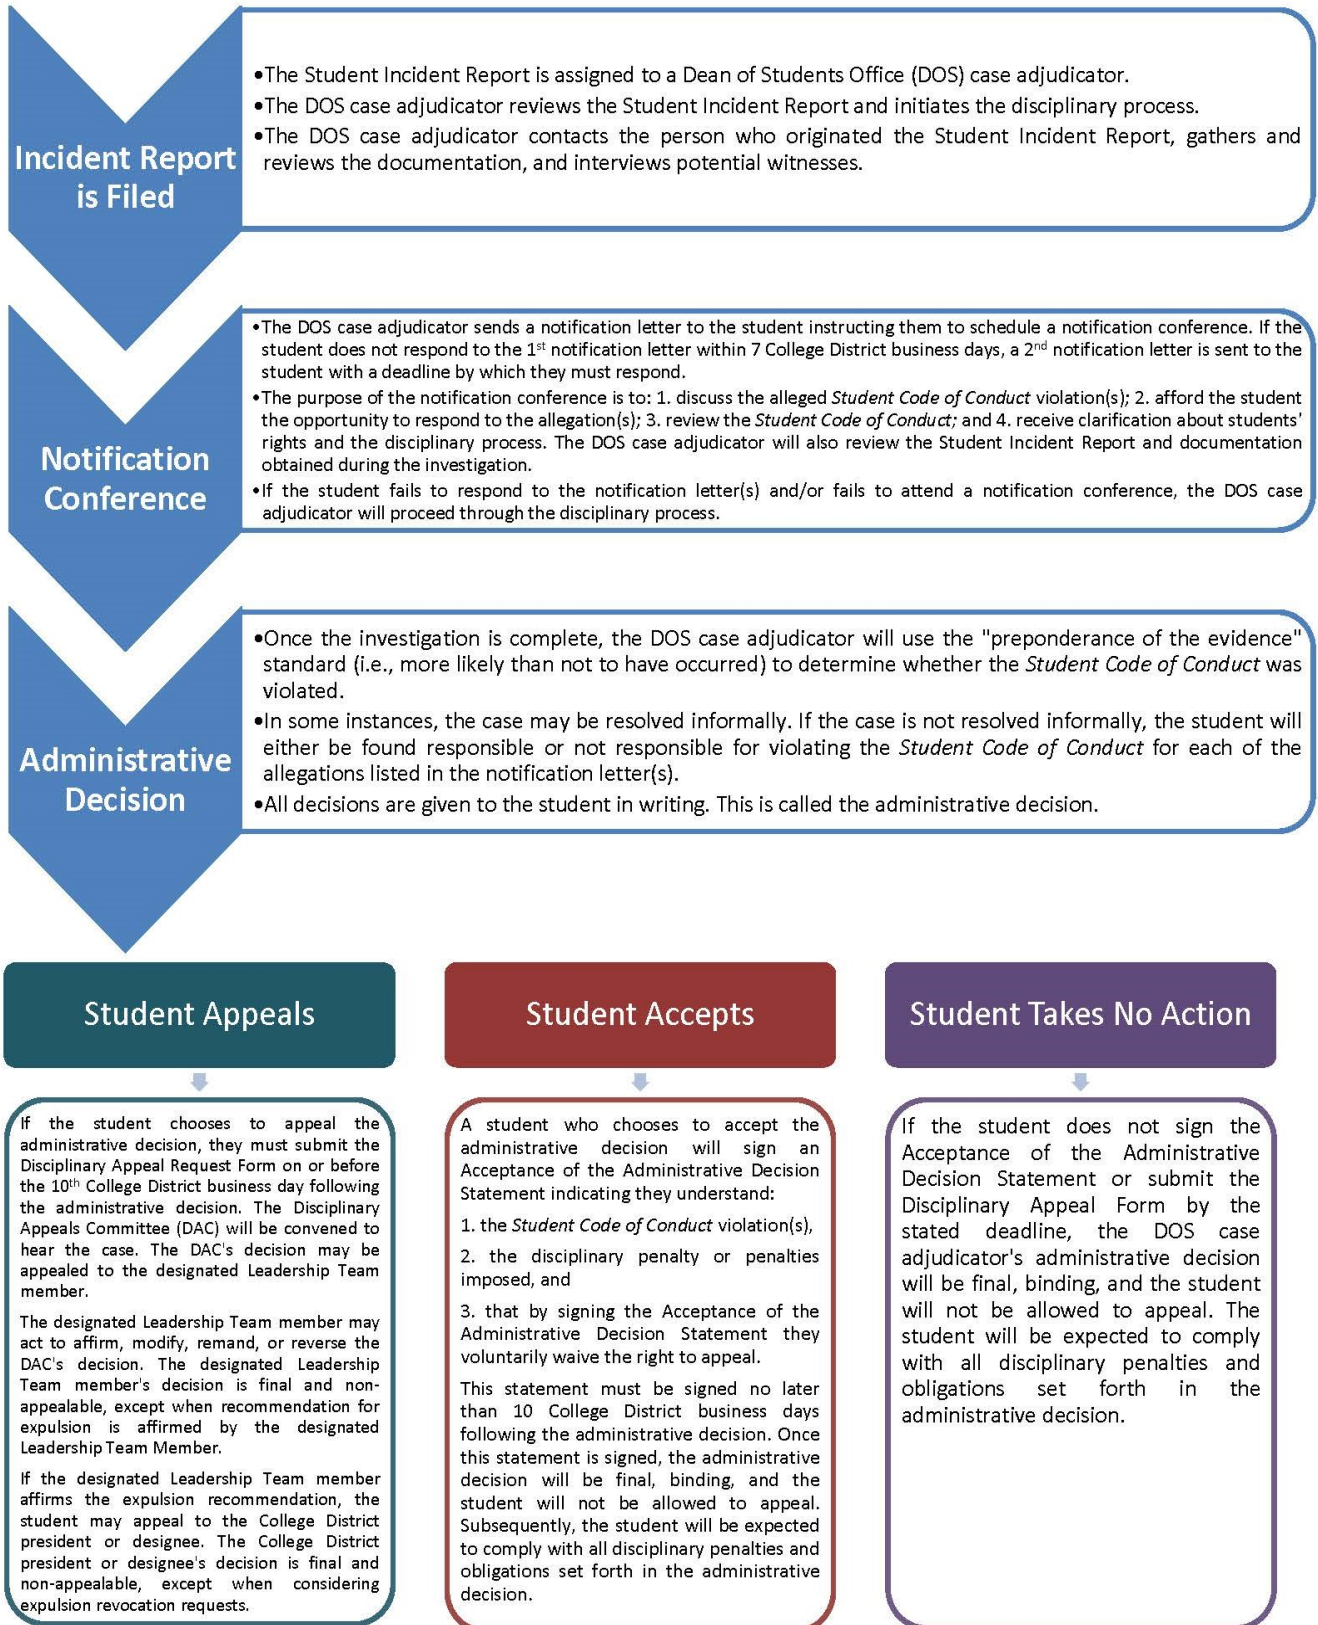 Incident Report
is Filed
•The Student Incident Report is assigned to a Dean of Students Office (DOS) case adjudicator.
•The DOS case adjudicator reviews the Student Incident Report and initiates the disciplinary process.
•The DOS case adjudicator contacts the person who originated the Student Incident Report, gathers and
reviews the documentation, and interviews potential witnesses.
Notification
Conference
•The DOS case adjudicator sends a notification letter to the student instructing them to schedule a notification conference. If the
student does not respond to the 1st notification letter within 7 College District business days, a 2nd notification letter is sent to the
student with a deadline by which they must respond.
•The purpose of the notification conference is to: 1. discuss the alleged Student Code of Conduct violation(s); 2. afford the student
the opportunity to respond to the allegation(s); 3. review the Student Code of Conduct; and 4. receive clarification about students'
rights and the disciplinary process. The DOS case adjudicator will also review the Student Incident Report and documentation
obtained during the investigation.
•If the student fails to respond to the notification letter(s) and/or fails to attend a notification conference, the DOS case
adjudicator will proceed through the disciplinary process.
Administrative
Decision
•Once the investigation is complete, the DOS case adjudicator will use the "preponderance of the evidence"
standard (i.e., more likely than not to have occurred) to determine whether the Student Code of Conduct was
violated.
•In some instances, the case may be resolved informally. If the case is not resolved informally, the student will
either be found responsible or not responsible for violating the Student Code of Conduct for each of the
allegations listed in the notification letter(s).
•All decisions are given to the student in writing. This is called the administrative decision.
Student Appeals
If the student chooses to appeal the
administrative decision, they must submit the
Disciplinary Appeal Request Form on or before
the 10th College District business day following
the administrative decision. The Disciplinary
Appeals Committee (DAC) will be convened to
hear the case. The DAC's decision may be
appealed to the designated Leadership Team
member.
The designated Leadership Team member may
act to affirm, modify, remand, or reverse the
DAC's decision. The designated Leadership
Team member's decision is final and non-
appealable, except when recommendation for
expulsion is affirmed by the designated
Leadership Team Member.
If the designated Leadership Team member
affirms the expulsion recommendation, the
student may appeal to the College District
president or designee. The College District
president or designee's decision is final and
non-appealable, except when considering
expulsion revocation requests.
Student Accepts
A student who chooses to accept the
administrative decision will sign an
Acceptance of the Administrative Decision
Statement indicating they understand:
1. the Student Code of Conduct violation(s),
2. the disciplinary penalty or penalties
imposed, and
3. that by signing the Acceptance of the
Administrative Decision Statement they
voluntarily waive the right to appeal.
This statement must be signed no later
than 10 College District business days
following the administrative decision. Once
this statement is signed, the administrative
decision will be final, binding, and the
student will not be allowed to appeal.
Subsequently, the student will be expected
to comply with all disciplinary penalties and
obligations set forth in the administrative
decision.
Student Takes No Action
If the student does not sign the
Acceptance of the Administrative
Decision Statement or submit the
Disciplinary Appeal Form by the
stated deadline, the DOS case
adjudicator's administrative decision
will be final, binding, and the student
will not be allowed to appeal. The
student will be expected to comply
with all disciplinary penalties and
obligations set forth in the
administrative decision.